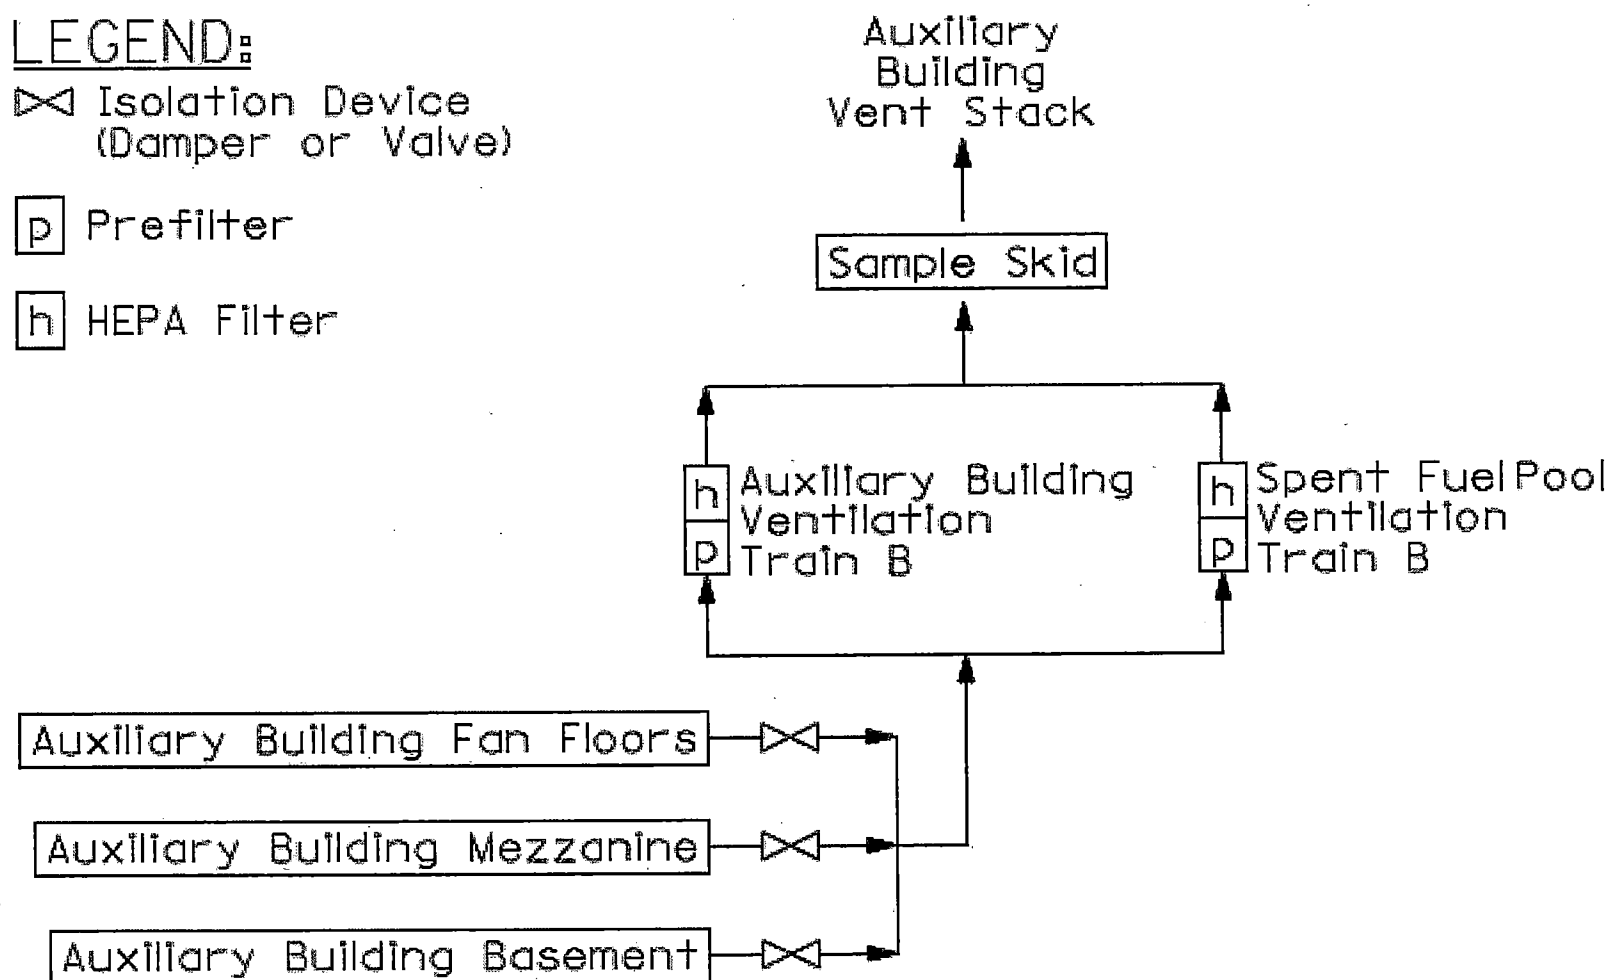 LEGEND:
Isolation Device
(Damper or Valve)
p Prefilter
h HEPA Filter
Auxiliary
Building
Vent Stack
Sample Skid
h
p
Auxiliary Building
Ventilation
Train B
h
p
Spent Fuel Pool
Ventilation
Train B
Auxiliary Building Fan Floors
Auxiliary Building Mezzanine
Auxiliary Building Basement